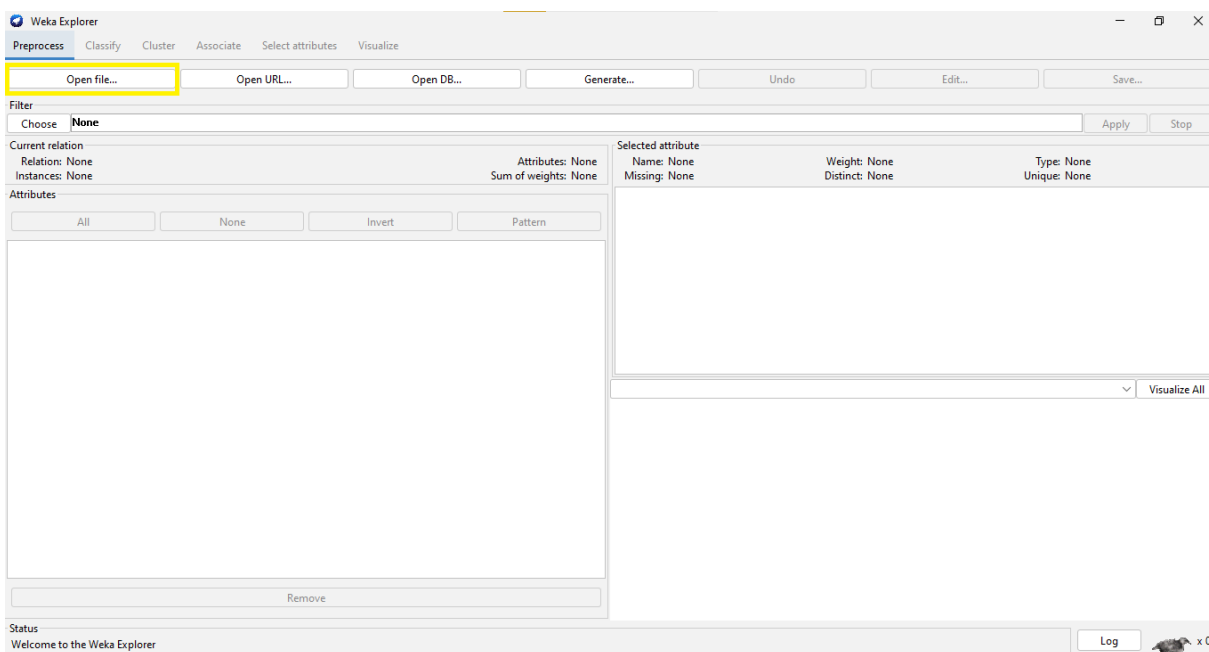 Weka Explorer
Preprocess Classify Cluster Associate Select attributes Visualize
Open file... Open URL... Open DB... Generate... Undo Edit... Save...
Filter
Choose None Apply Stop
Current relation
Relation: None Attributes: None
Instances: None Sum of weights: None
Selected attribute
Name: None Weight: None Type: None
Missing: None Distinct: None Unique: None
Attributes
All None Invert Pattern
Visualize All
Remove
Status
Welcome to the Weka Explorer
Log x 0